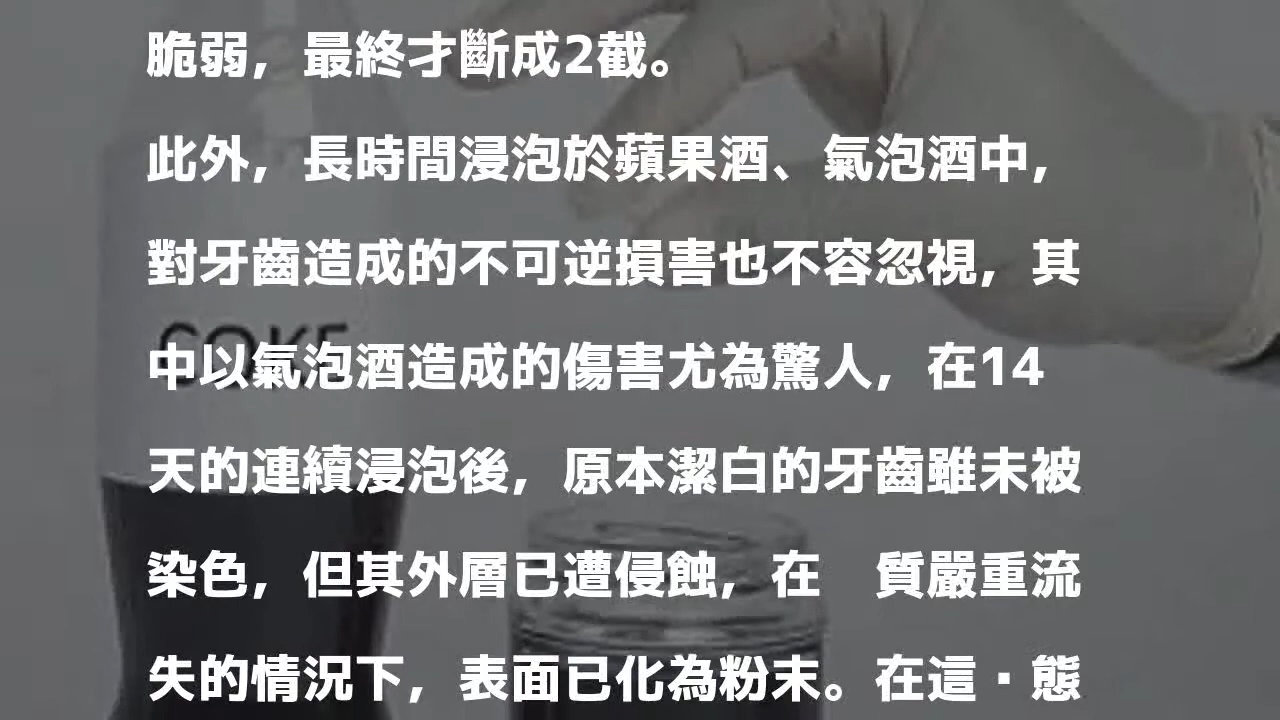 脆弱，最終才斷成2截。
此外，長時間浸泡於蘋果酒、氣泡酒中，
對牙齒造成的不可逆損害也不容忽視，其
COKE
中以氣泡酒造成的傷害尤為驚人，在14
天的連續浸泡後，原本潔白的牙齒雖未被
染色，但其外層已遭侵蝕，在　質嚴重流
失的情況下，表面已化為粉末。在這▪態